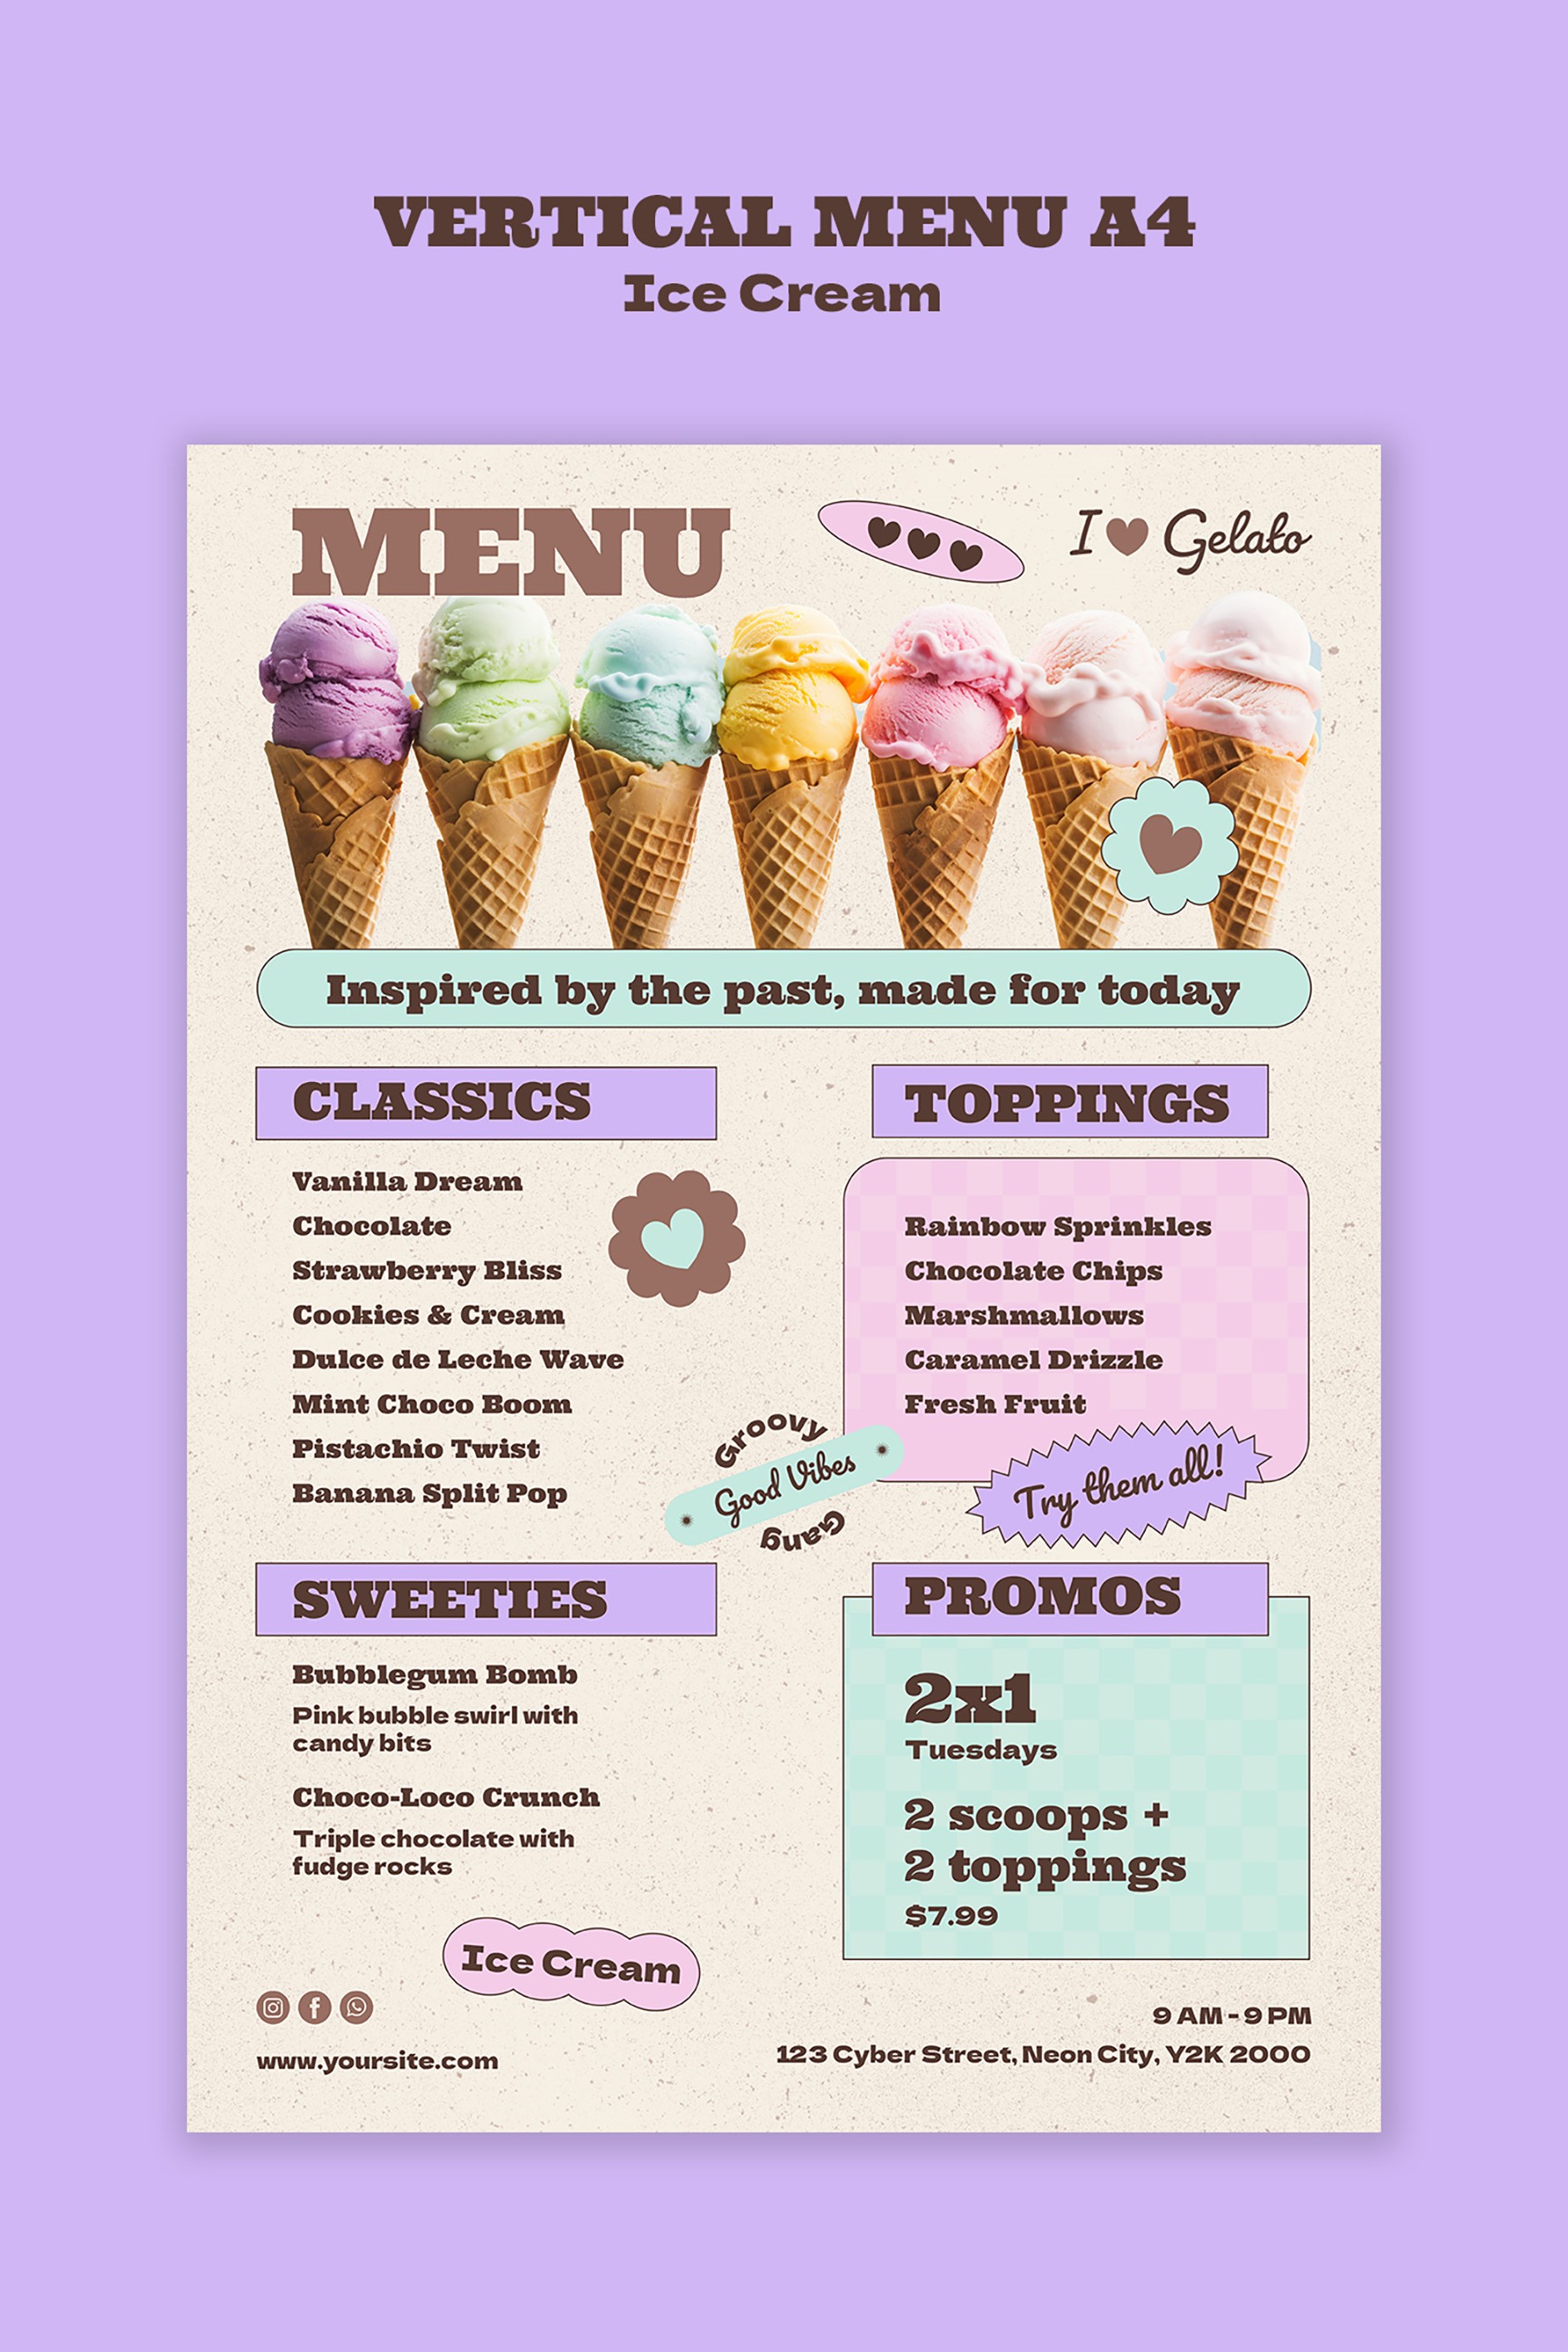 VERTICAL MENU A4
Ice Cream
MENU
I Gelato
Inspired by the past, made for today
CLASSICS
Vanilla Dream
Chocolate
Strawberry Bliss
Cookies & Cream
Dulce de Leche Wave
Mint Choco Boom
Pistachio Twist
Banana Split Pop
TOPPINGS
Rainbow Sprinkles
Chocolate Chips
Marshmallows
Caramel Drizzle
Fresh Fruit
Try them all!
Groovy
Good Vibes
Gang
SWEETIES
Bubblegum Bomb
Pink bubble swirl with
candy bits
Choco-Loco Crunch
Triple chocolate with
fudge rocks
PROMOS
2x1
Tuesdays
2 scoops +
2 toppings
$7.99
Ice Cream
www.yoursite.com
9 AM - 9 PM
123 Cyber Street, Neon City, Y2K 2000